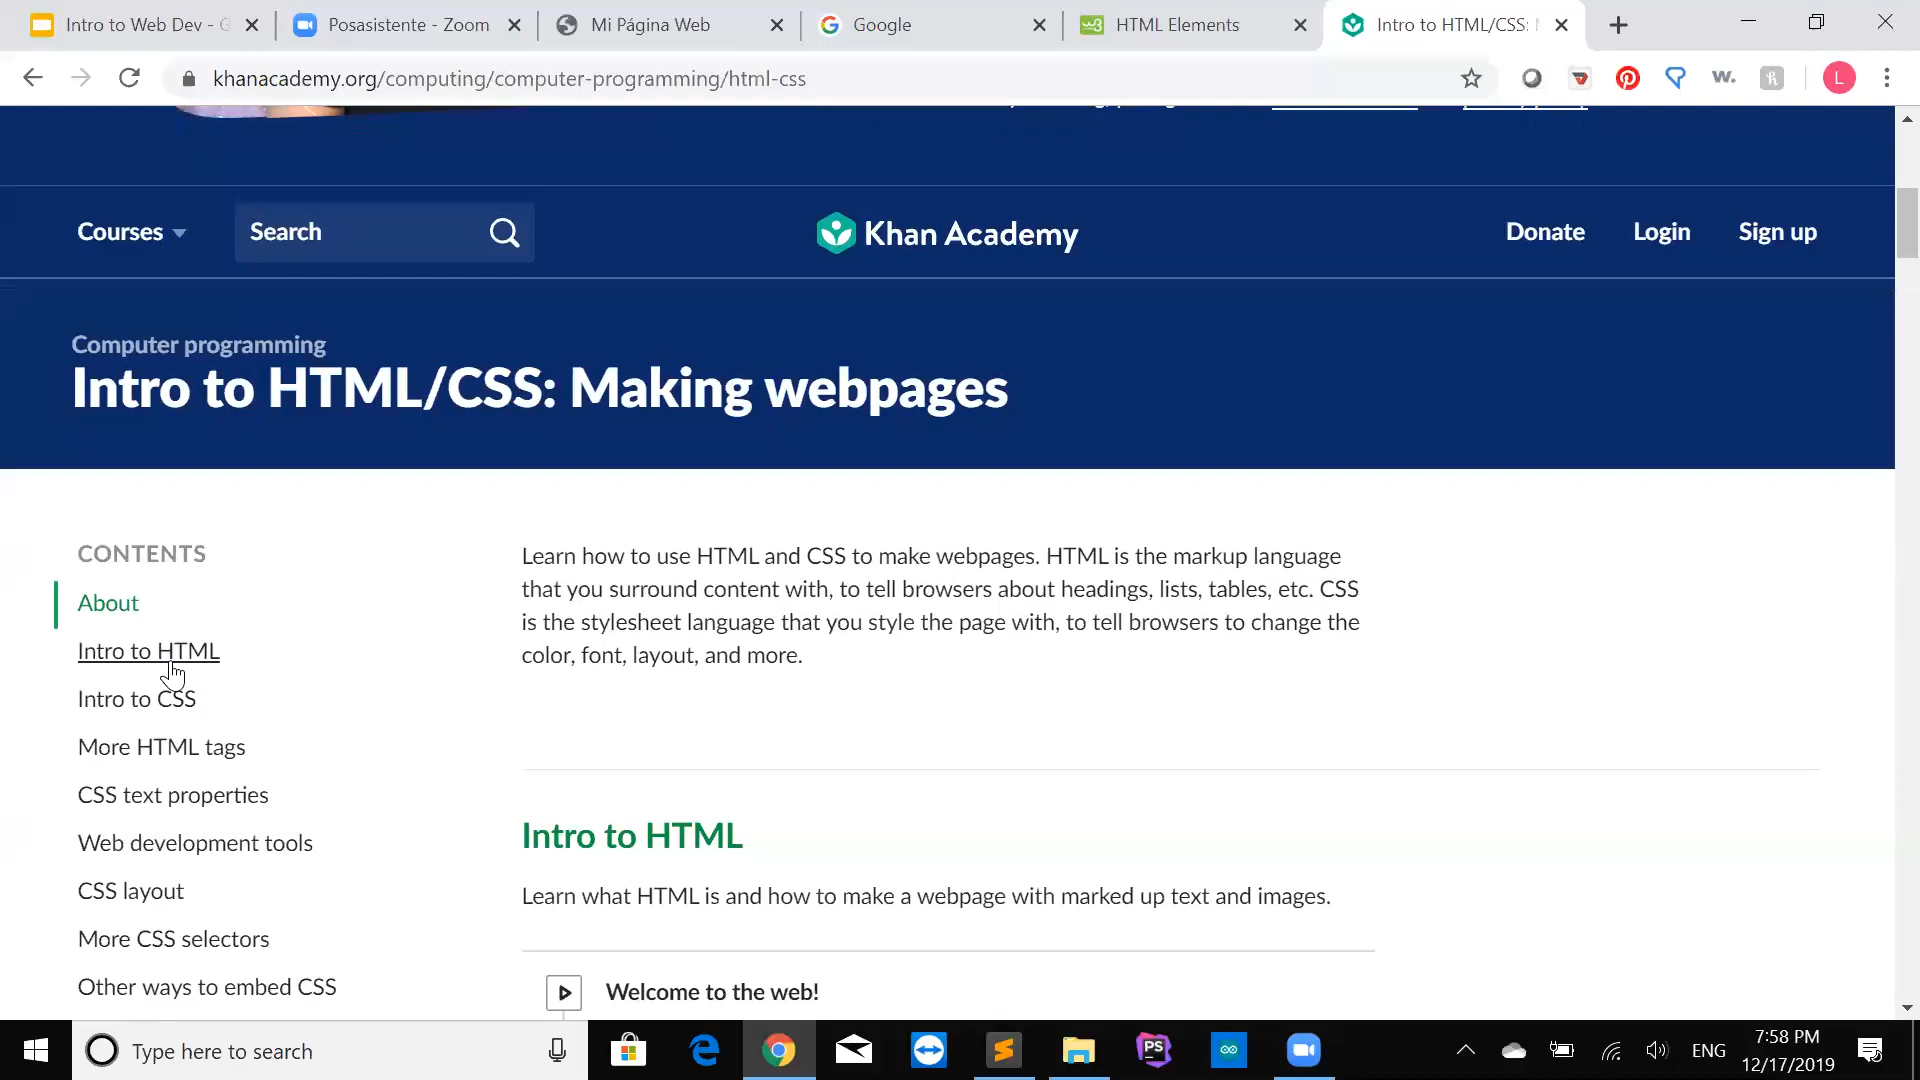 Intro to Web Dev - G
Posasistente - Zoom
Mi Página Web
Google
HTML Elements
Intro to HTML/CSS:
khanacademy.org/computing/computer-programming/html-css
w.
L
Courses
Search
Khan Academy
Donate
Login
Sign up
Computer programming
Intro to HTML/CSS: Making webpages
CONTENTS
About
Intro to HTML
Intro to CSS
More HTML tags
CSS text properties
Web development tools
CSS layout
More CSS selectors
Other ways to embed CSS
Learn how to use HTML and CSS to make webpages. HTML is the markup language
that you surround content with, to tell browsers about headings, lists, tables, etc. CSS
is the stylesheet language that you style the page with, to tell browsers to change the
color, font, layout, and more.
Intro to HTML
Learn what HTML is and how to make a webpage with marked up text and images.
Welcome to the web!
Type here to search
PS
ENG
7:58 PM
12/17/2019